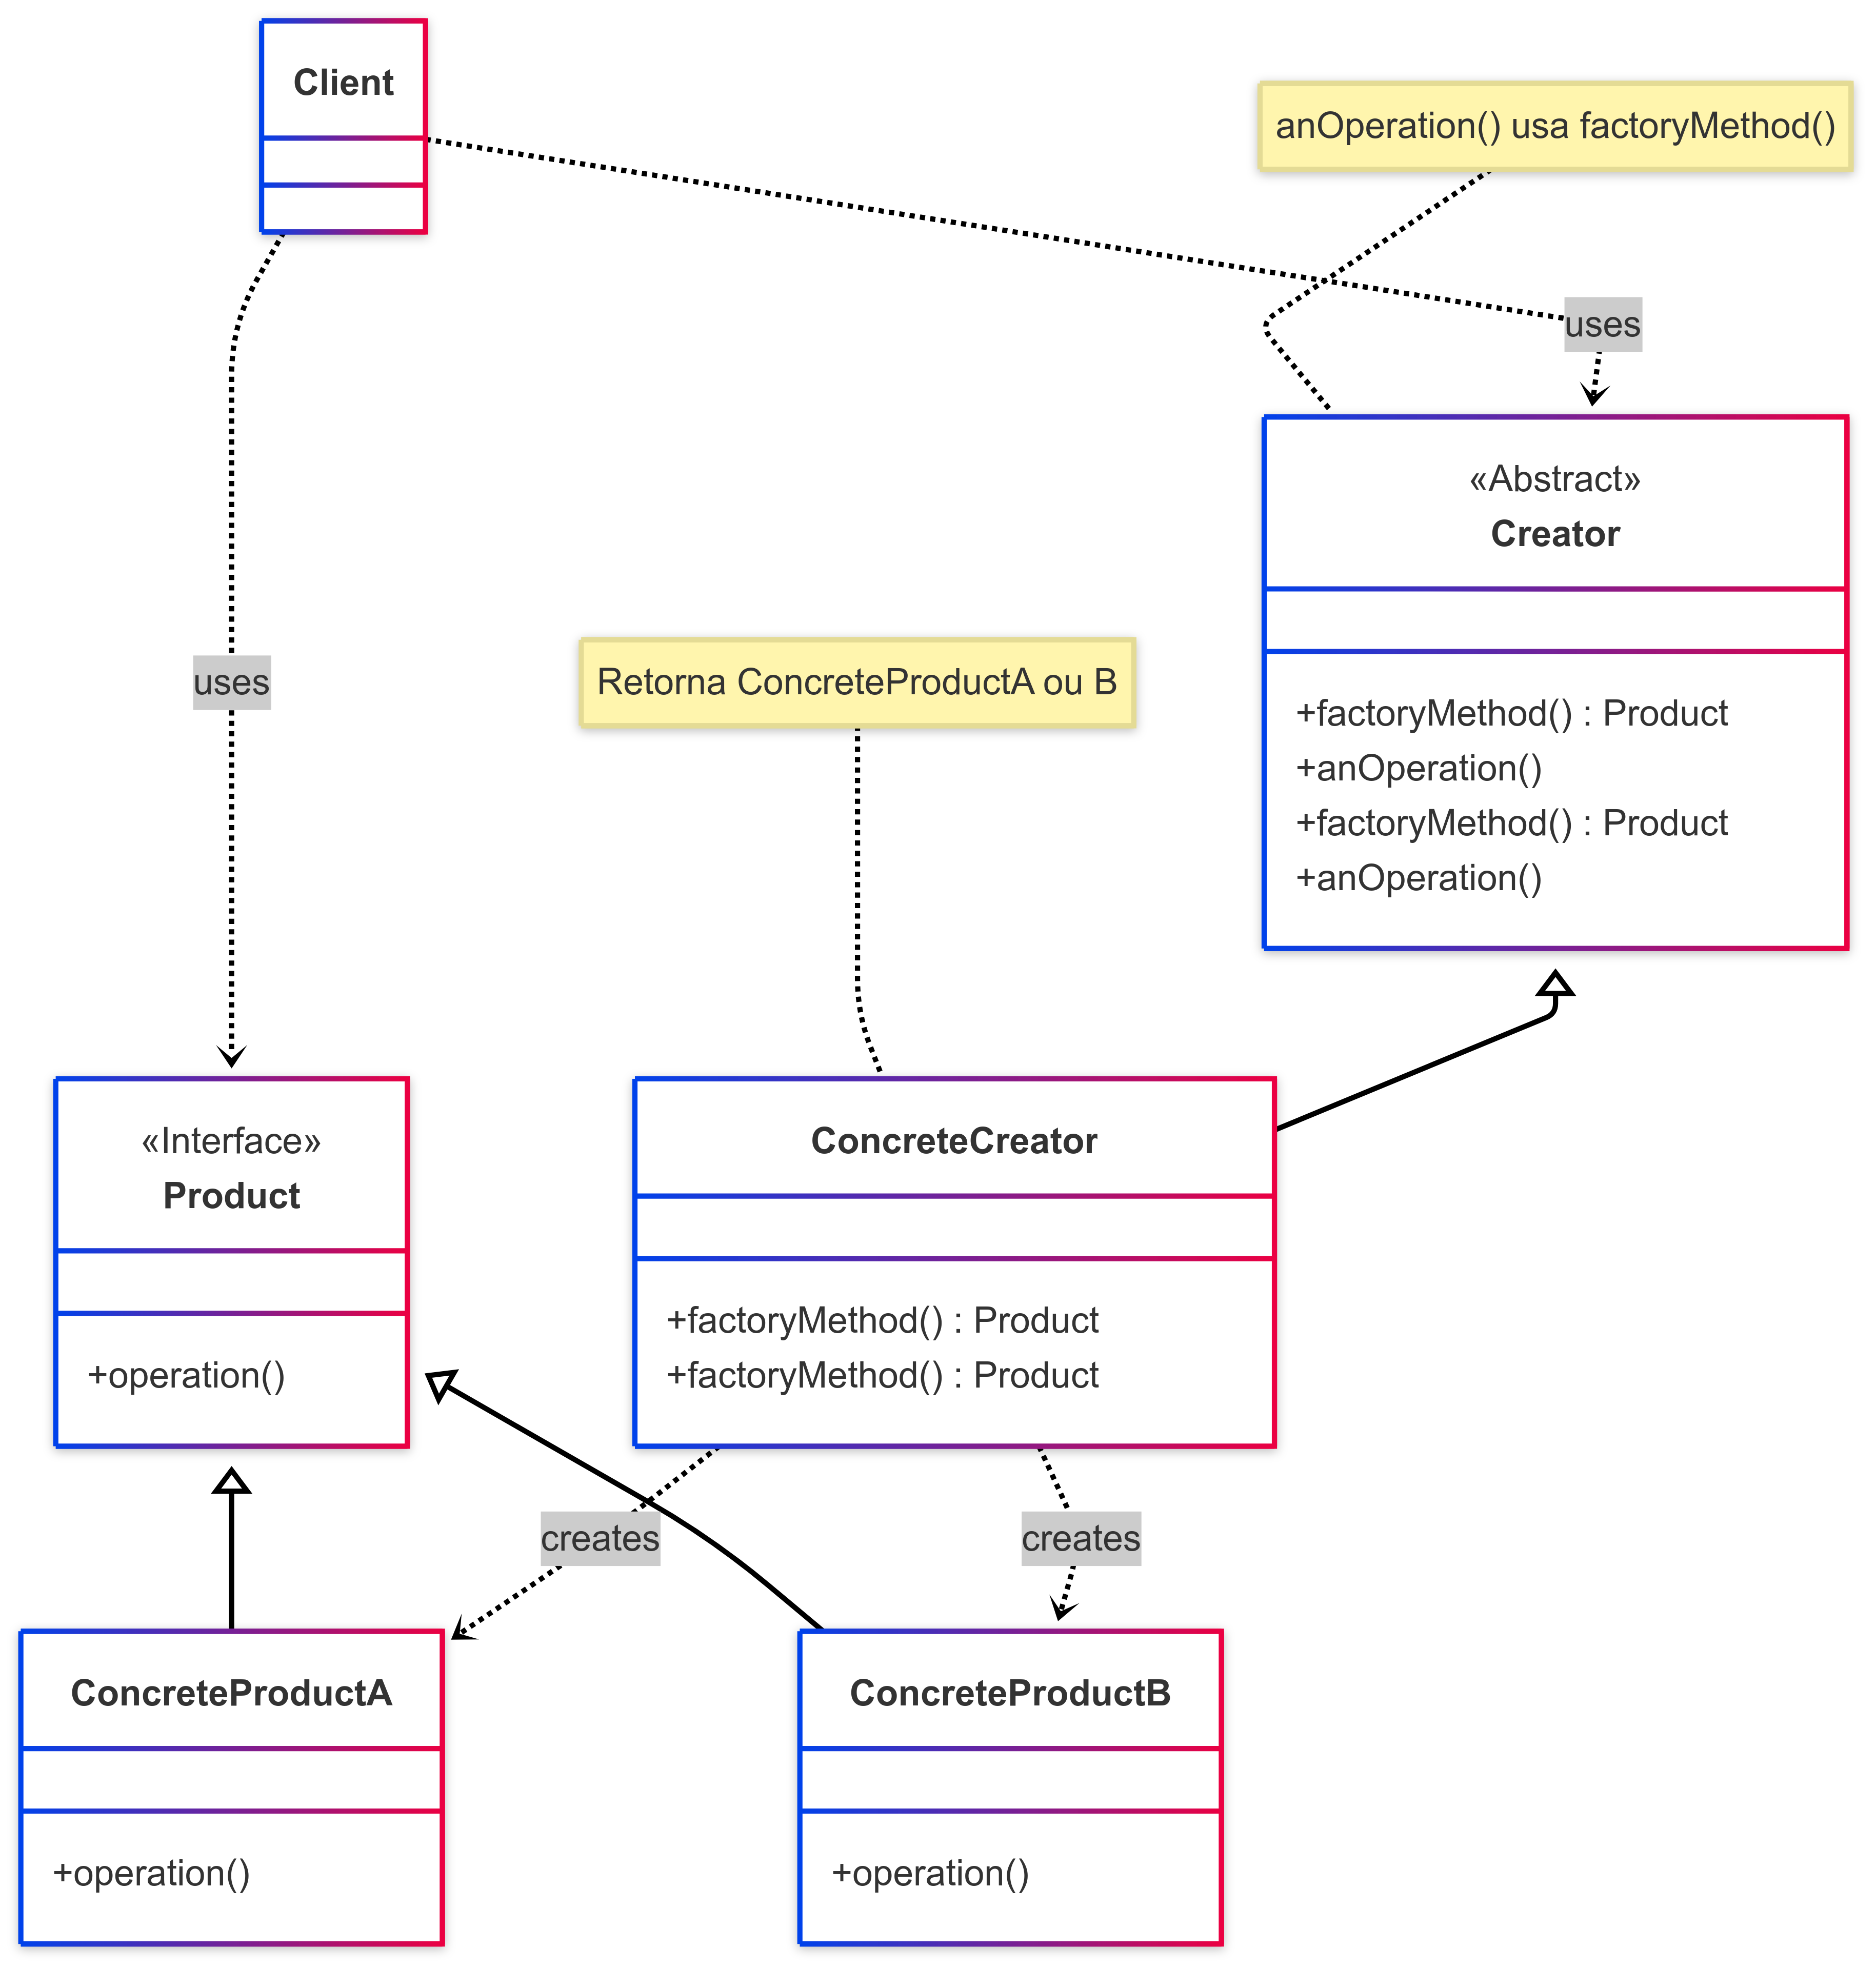 Client
anOperation() usa factoryMethod()
uses
«Abstract»
Creator
+factoryMethod() : Product
+anOperation()
+factoryMethod() : Product
+anOperation()
uses
Retorna ConcreteProductA ou B
«Interface»
Product
+operation()
ConcreteCreator
+factoryMethod() : Product
+factoryMethod() : Product
creates
creates
ConcreteProductA
+operation()
ConcreteProductB
+operation()